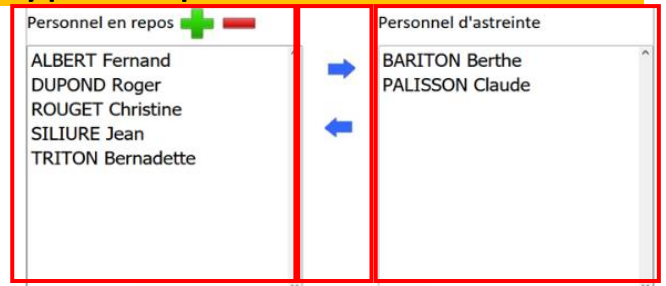 Personnel en repos
ALBERT Fernand
DUPOND Roger
ROUGET Christine
SILIURE Jean
TRITON Bernadette
Personnel d'astreinte
BARITON Berthe
PALISSON Claude